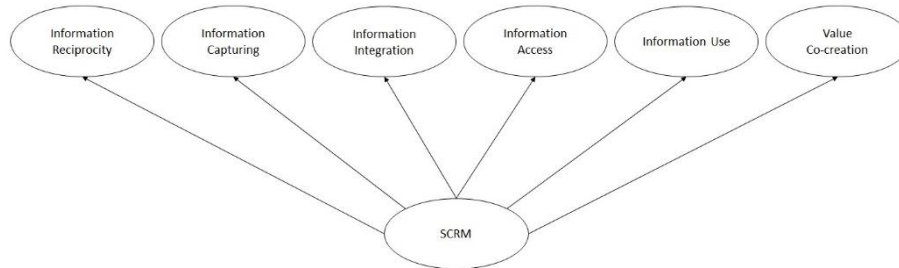 Information
Reciprocity
Information
Capturing
Information
Integration
Information
Access
Information Use
Value
Co-creation
SCRM